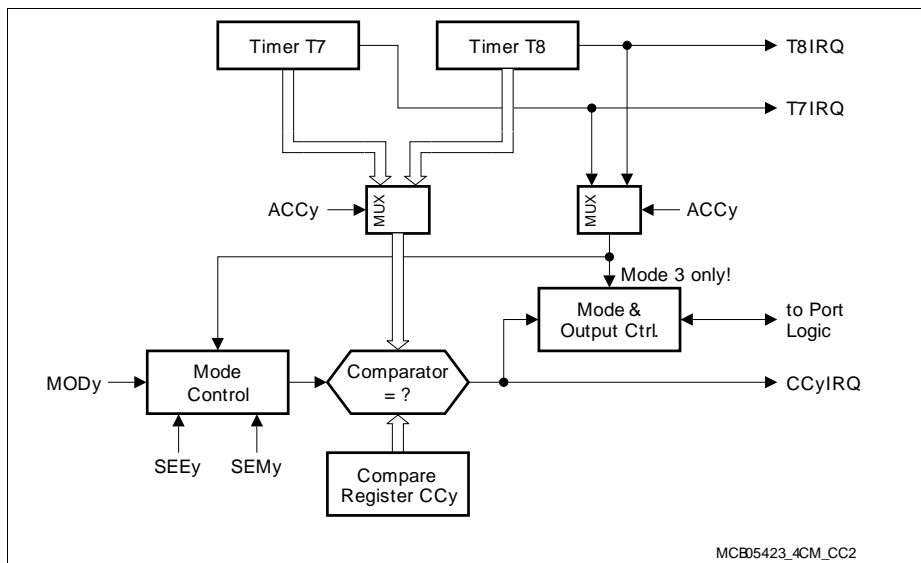 Timer T7
Timer T8
T8IRQ
T7IRQ
ACCy
MUX
MUX
ACCy
Mode 3 only!
Mode &
Output Ctrl.
to Port
Logic
MODy
Mode
Control
Comparator
= ?
CCyIRQ
SEEy
SEMy
Compare
Register CCy
MCB05423_4CM_CC2